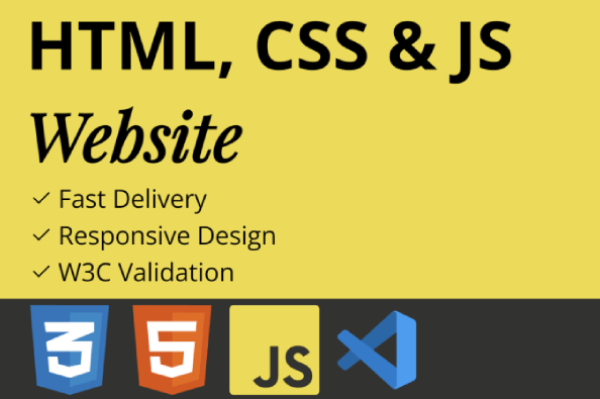 HTML, CSS & JS
Website
✓ Fast Delivery
✓ Responsive Design
✓ W3C Validation
3 5 JS